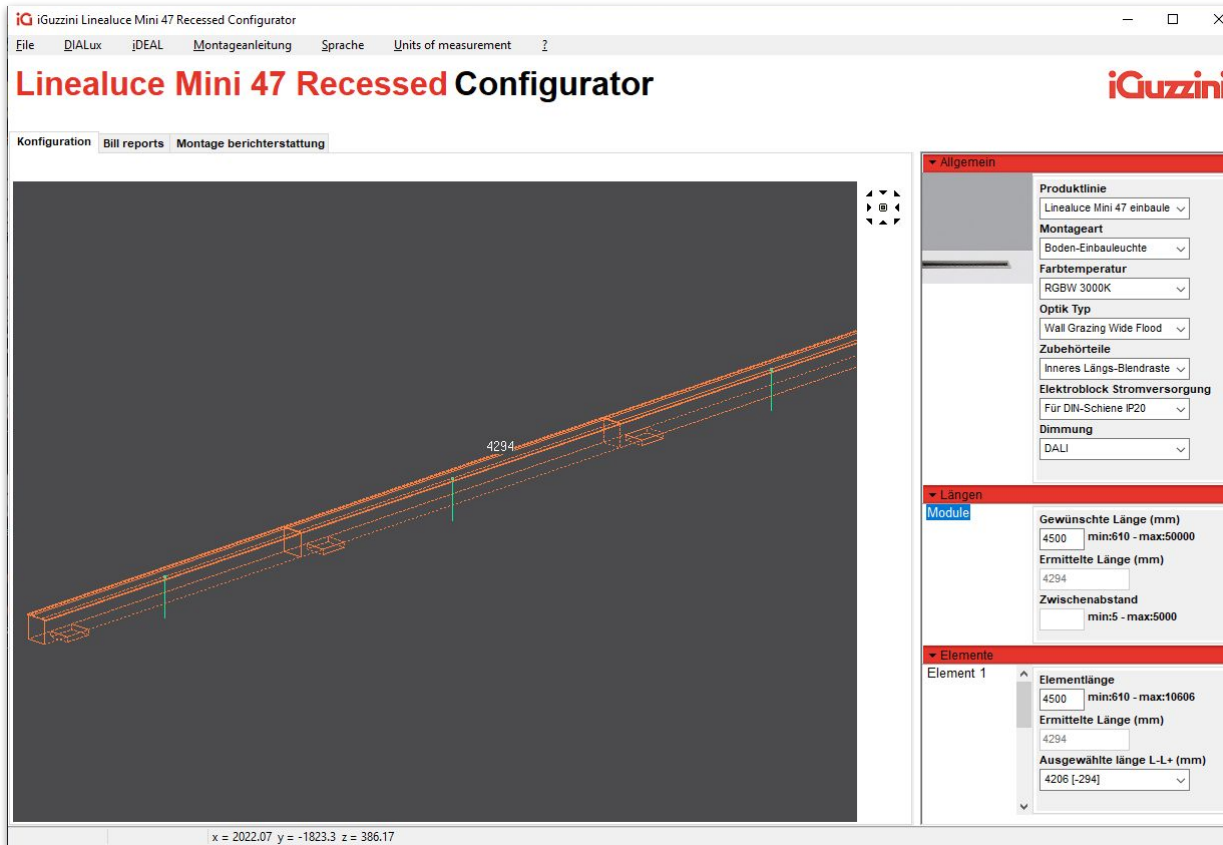 iG iGuzzini Linealuce Mini 47 Recessed Configurator
File DIALux iDEAL Montageanleitung Sprache Units of measurement ?
Linealuce Mini 47 Recessed Configurator
iGuzzini
Konfiguration Bill reports Montage berichterstattung
Allgemein
Produktlinie
Linealuce Mini 47 einbaule
Montageart
Boden-Einbauleuchte
Farbtemperatur
RGBW 3000K
Optik Typ
Wall Grazing Wide Flood
Zubehörteile
Inneres Längs-Blendraste
Elektroblock Stromversorgung
Für DIN-Schiene IP20
Dimmung
DALI
4294
Längen
Module
Gewünschte Länge (mm)
4500 min:610 - max:50000
Ermittelte Länge (mm)
4294
Zwischenabstand
min:5 - max:5000
Elemente
Element 1
Elementlänge
4500 min:610 - max:10606
Ermittelte Länge (mm)
4294
Ausgewählte länge L-L+ (mm)
4206 [-294]
x = 2022.07 y = -1823.3 z = 386.17